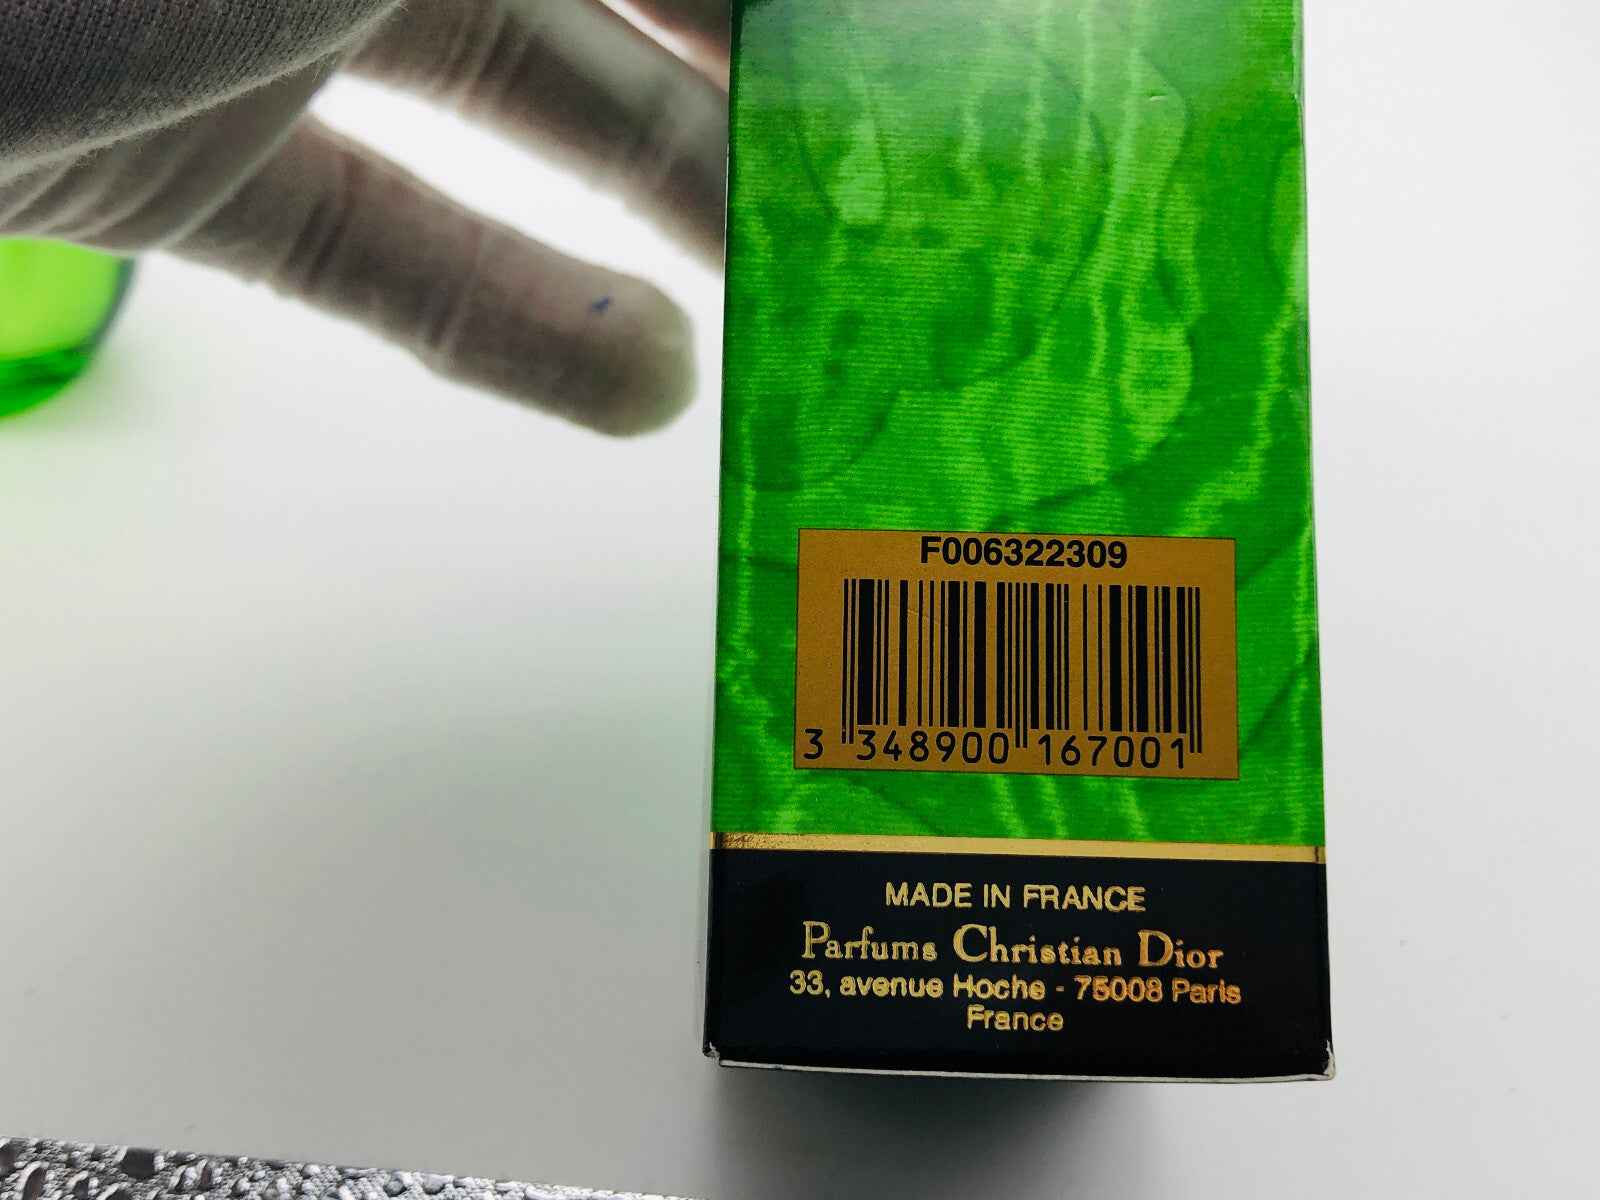 F006322309
3 348900 167001
MADE IN FRANCE
Parfums Christian Dior
33, avenue Hoche - 75008 Paris
France